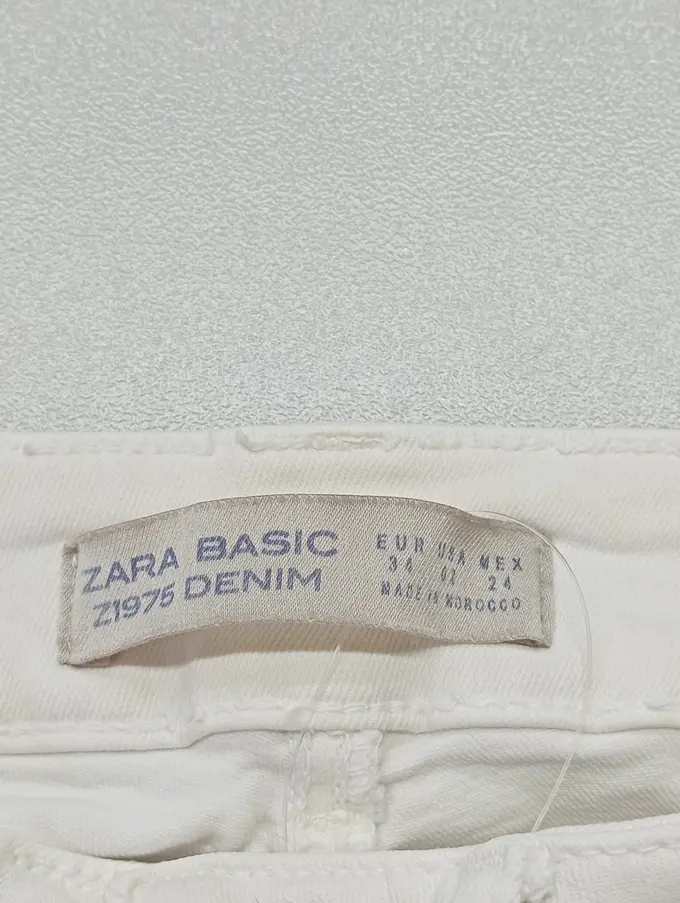 ZARA BASIC
Z1975 DENIM
EUR USA MEX
34 02 24
MADE IN MOROCCO